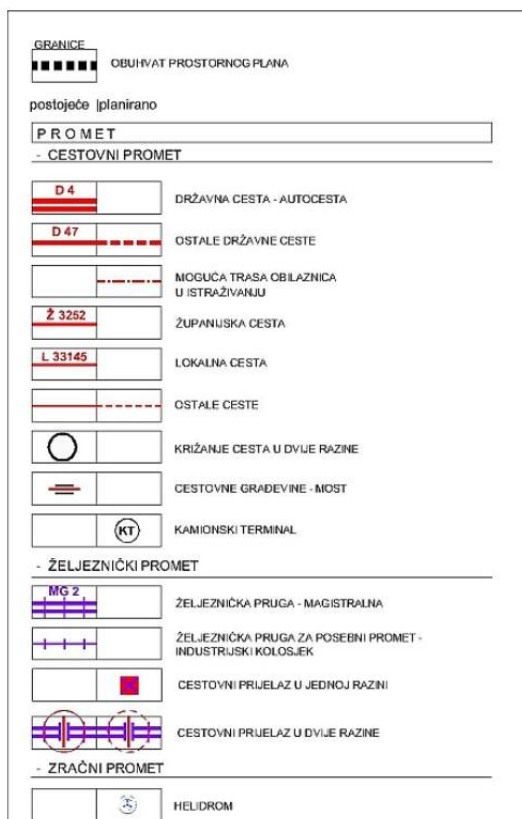 GRANICE
OBUHVAT PROSTORNOG PLANA
postojeće |planirano
PROMET
- CESTOVNI PROMET
D 4
DRŽAVNA CESTA - AUTOCESTA
D 47
OSTALE DRŽAVNE CESTE
MOGUĆA TRASA OBILAZNICA
U ISTRAŽIVANJU
Ž 3252
ŽUPANIJSKA CESTA
L 33145
LOKALNA CESTA
OSTALE CESTE
KRIŽANJE CESTA U DVIJE RAZINE
CESTOVNE GRAĐEVINE - MOST
KT
KAMIONSKI TERMINAL
- ŽELJEZNIČKI PROMET
MG 2
ŽELJEZNIČKA PRUGA - MAGISTRALNA
ŽELJEZNIČKA PRUGA ZA POSEBNI PROMET -
INDUSTRIJSKI KOLOSJEK
CESTOVNI PRIJELAZ U JEDNOJ RAZINI
CESTOVNI PRIJELAZ U DVIJE RAZINE
- ZRAČNI PROMET
HELIDROM